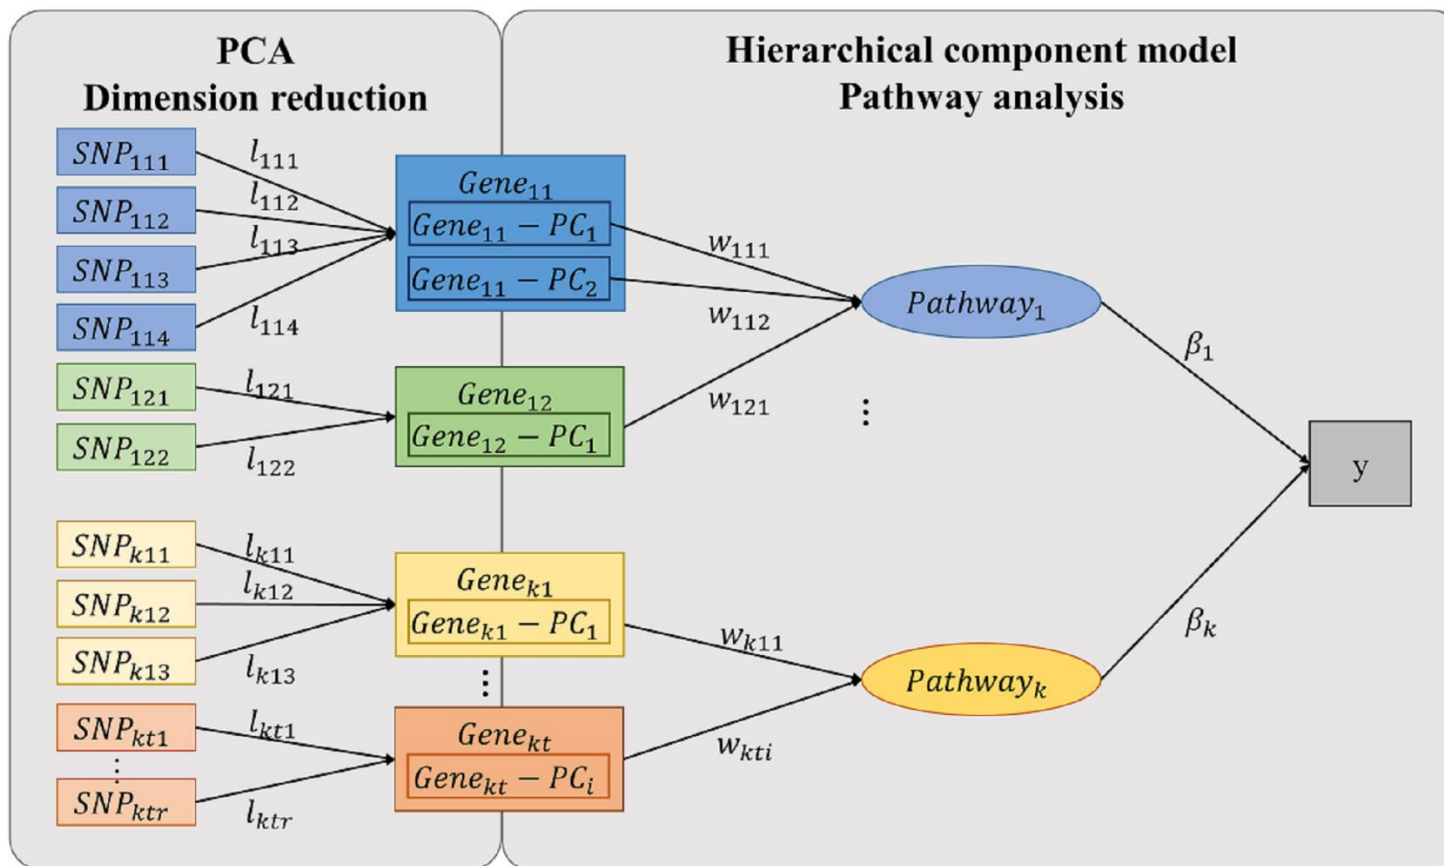 PCA
Dimension reduction
Hierarchical component model
Pathway analysis
SNP₁₁₁
SNP₁₁₂
SNP₁₁₃
SNP₁₁₄
SNP₁₂₁
SNP₁₂₂
SNPₖ₁₁
SNPₖ₁₂
SNPₖ₁₃
SNPₖₜ₁
⋮
SNPₖₜᵣ
l₁₁₁
l₁₁₂
l₁₁₃
l₁₁₄
l₁₂₁
l₁₂₂
lₖ₁₁
lₖ₁₂
lₖ₁₃
lₖₜ₁
lₖₜᵣ
Gene₁₁
Gene₁₁ − PC₁
Gene₁₁ − PC₂
Gene₁₂
Gene₁₂ − PC₁
Geneₖ₁
Geneₖ₁ − PC₁
⋮
Geneₖₜ
Geneₖₜ − PCᵢ
w₁₁₁
w₁₁₂
w₁₂₁
wₖ₁₁
wₖₜᵢ
Pathway₁
⋮
Pathwayₖ
β₁
βₖ
y